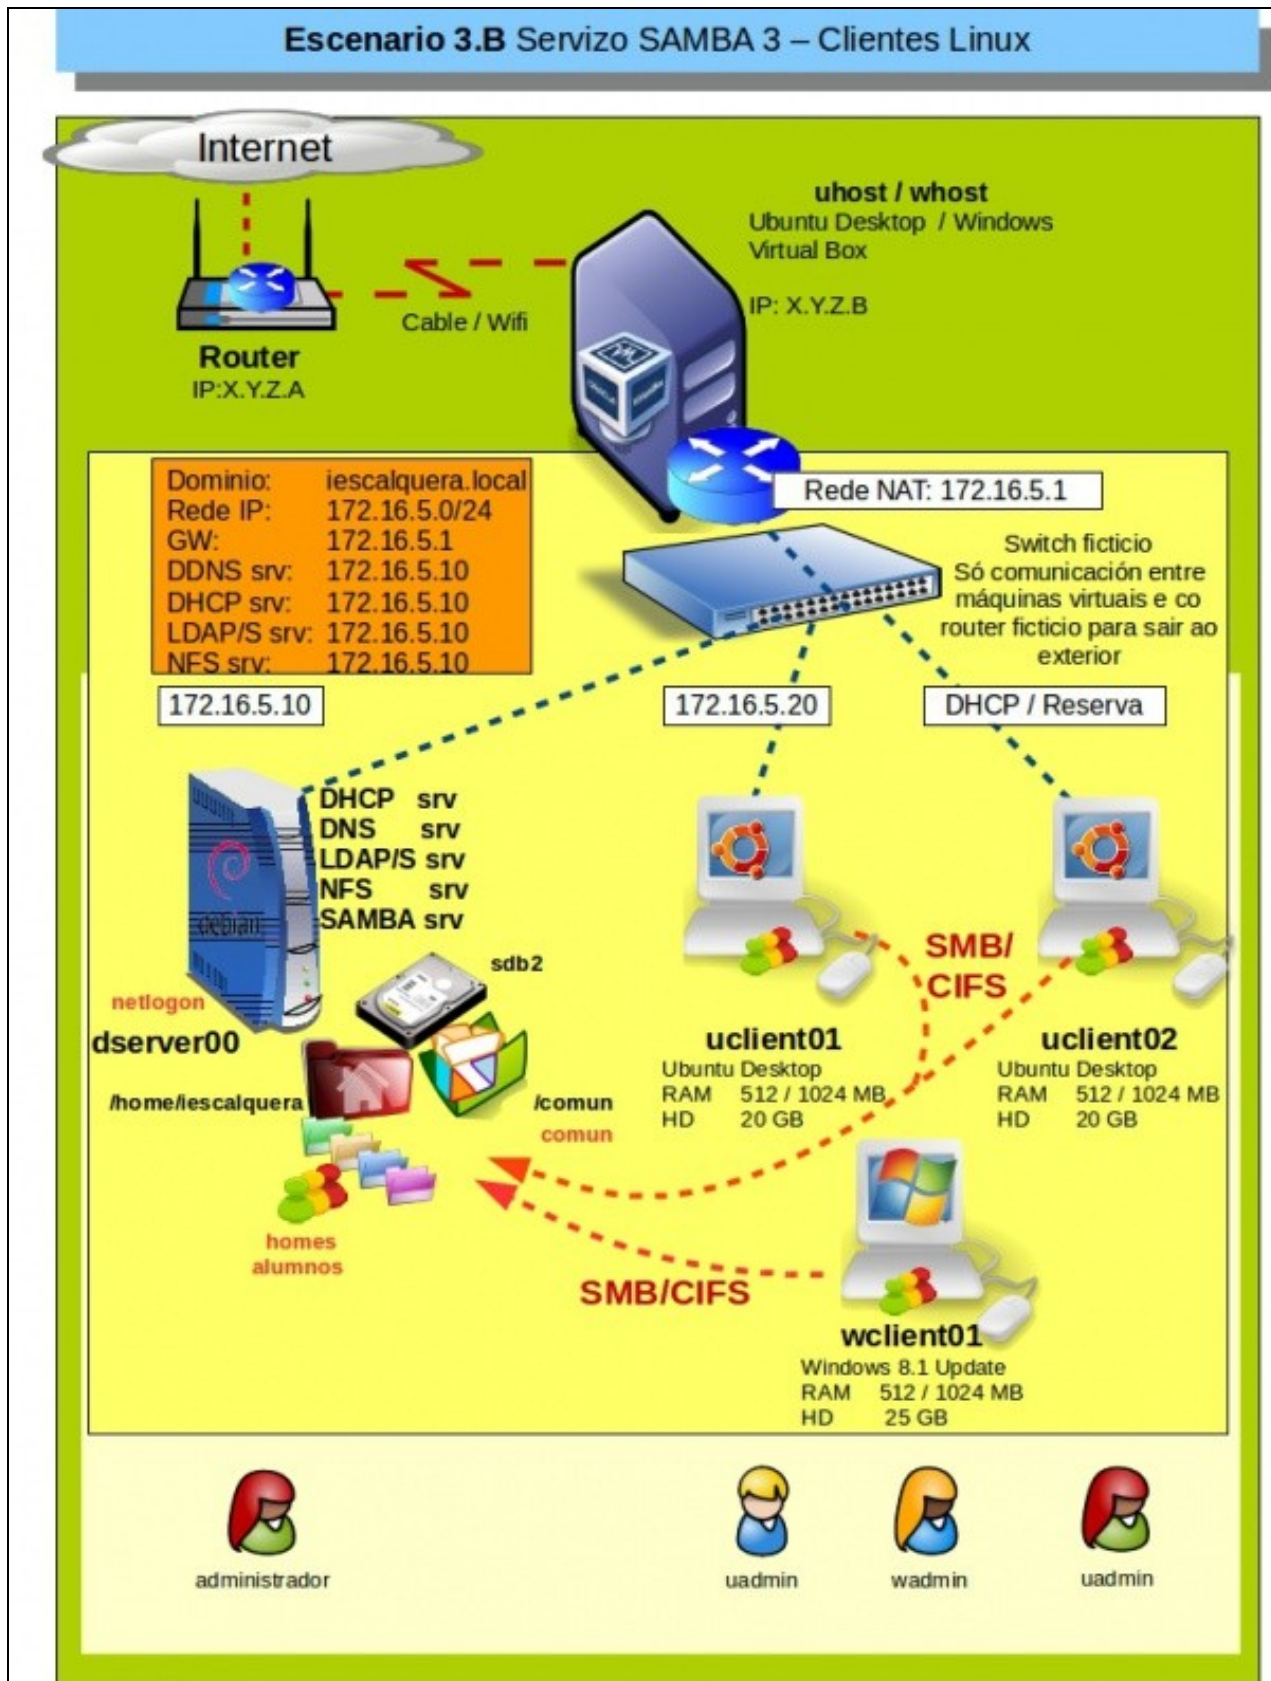 Escenario 3.B Servizo SAMBA 3 – Clientes Linux
Internet
uhost / whost
Ubuntu Desktop / Windows
Virtual Box
IP: X.Y.Z.B
Cable / Wifi
Router
IP:X.Y.Z.A
Dominio: iescalquera.local
Rede IP: 172.16.5.0/24
GW: 172.16.5.1
DDNS srv: 172.16.5.10
DHCP srv: 172.16.5.10
LDAP/S srv: 172.16.5.10
NFS srv: 172.16.5.10
Rede NAT: 172.16.5.1
Switch ficticio
Só comunicación entre
máquinas virtuais e co
router ficticio para sair ao
exterior
172.16.5.10
172.16.5.20
DHCP / Reserva
DHCP srv
DNS srv
LDAP/S srv
NFS srv
SAMBA srv
debian
sdb2
netlogon
dserver00
/home/iescalquera
/comun
comun
homes
alumnos
SMB/
CIFS
uclient01
Ubuntu Desktop
RAM 512 / 1024 MB
HD 20 GB
uclient02
Ubuntu Desktop
RAM 512 / 1024 MB
HD 20 GB
SMB/CIFS
wclient01
Windows 8.1 Update
RAM 512 / 1024 MB
HD 25 GB
administrador
uadmin
wadmin
uadmin